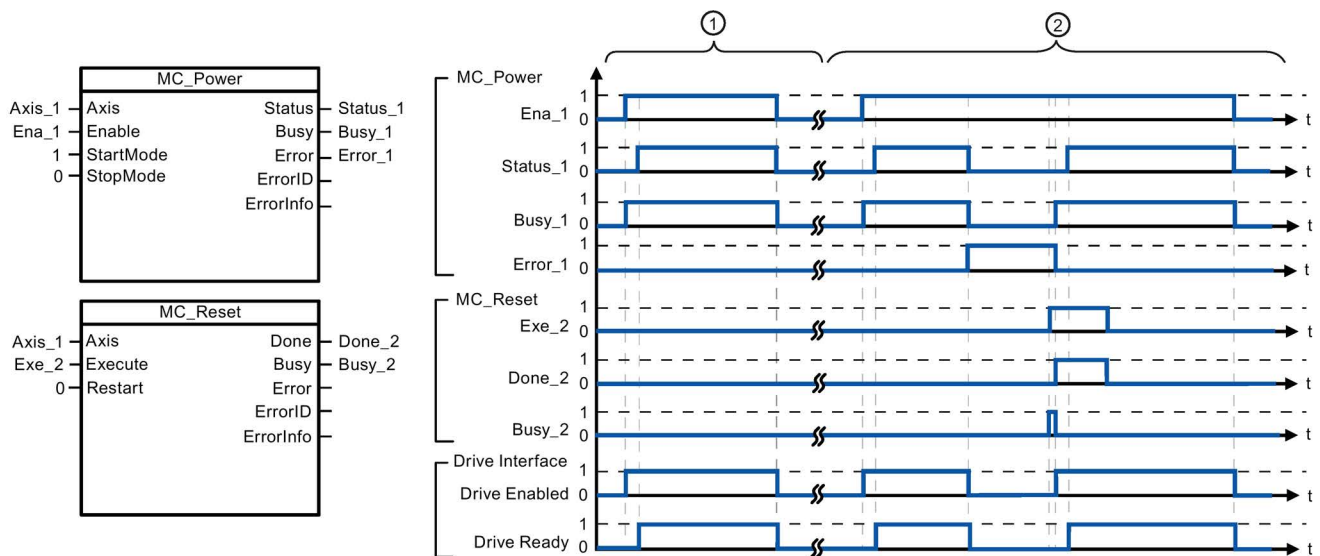 MC_Power
Axis_1 Axis Status Status_1
Ena_1 Enable Busy Busy_1
1 StartMode Error Error_1
0 StopMode ErrorID
ErrorInfo
MC_Reset
Axis_1 Axis Done Done_2
Exe_2 Execute Busy Busy_2
0 Restart Error
ErrorID
ErrorInfo
1 2
MC_Power
1
Ena_1 0 t
1
Status_1 0 t
1
Busy_1 0 t
1
Error_1 0 t
MC_Reset
1
Exe_2 0 t
1
Done_2 0 t
1
Busy_2 0 t
Drive Interface
1
Drive Enabled 0 t
1
Drive Ready 0 t